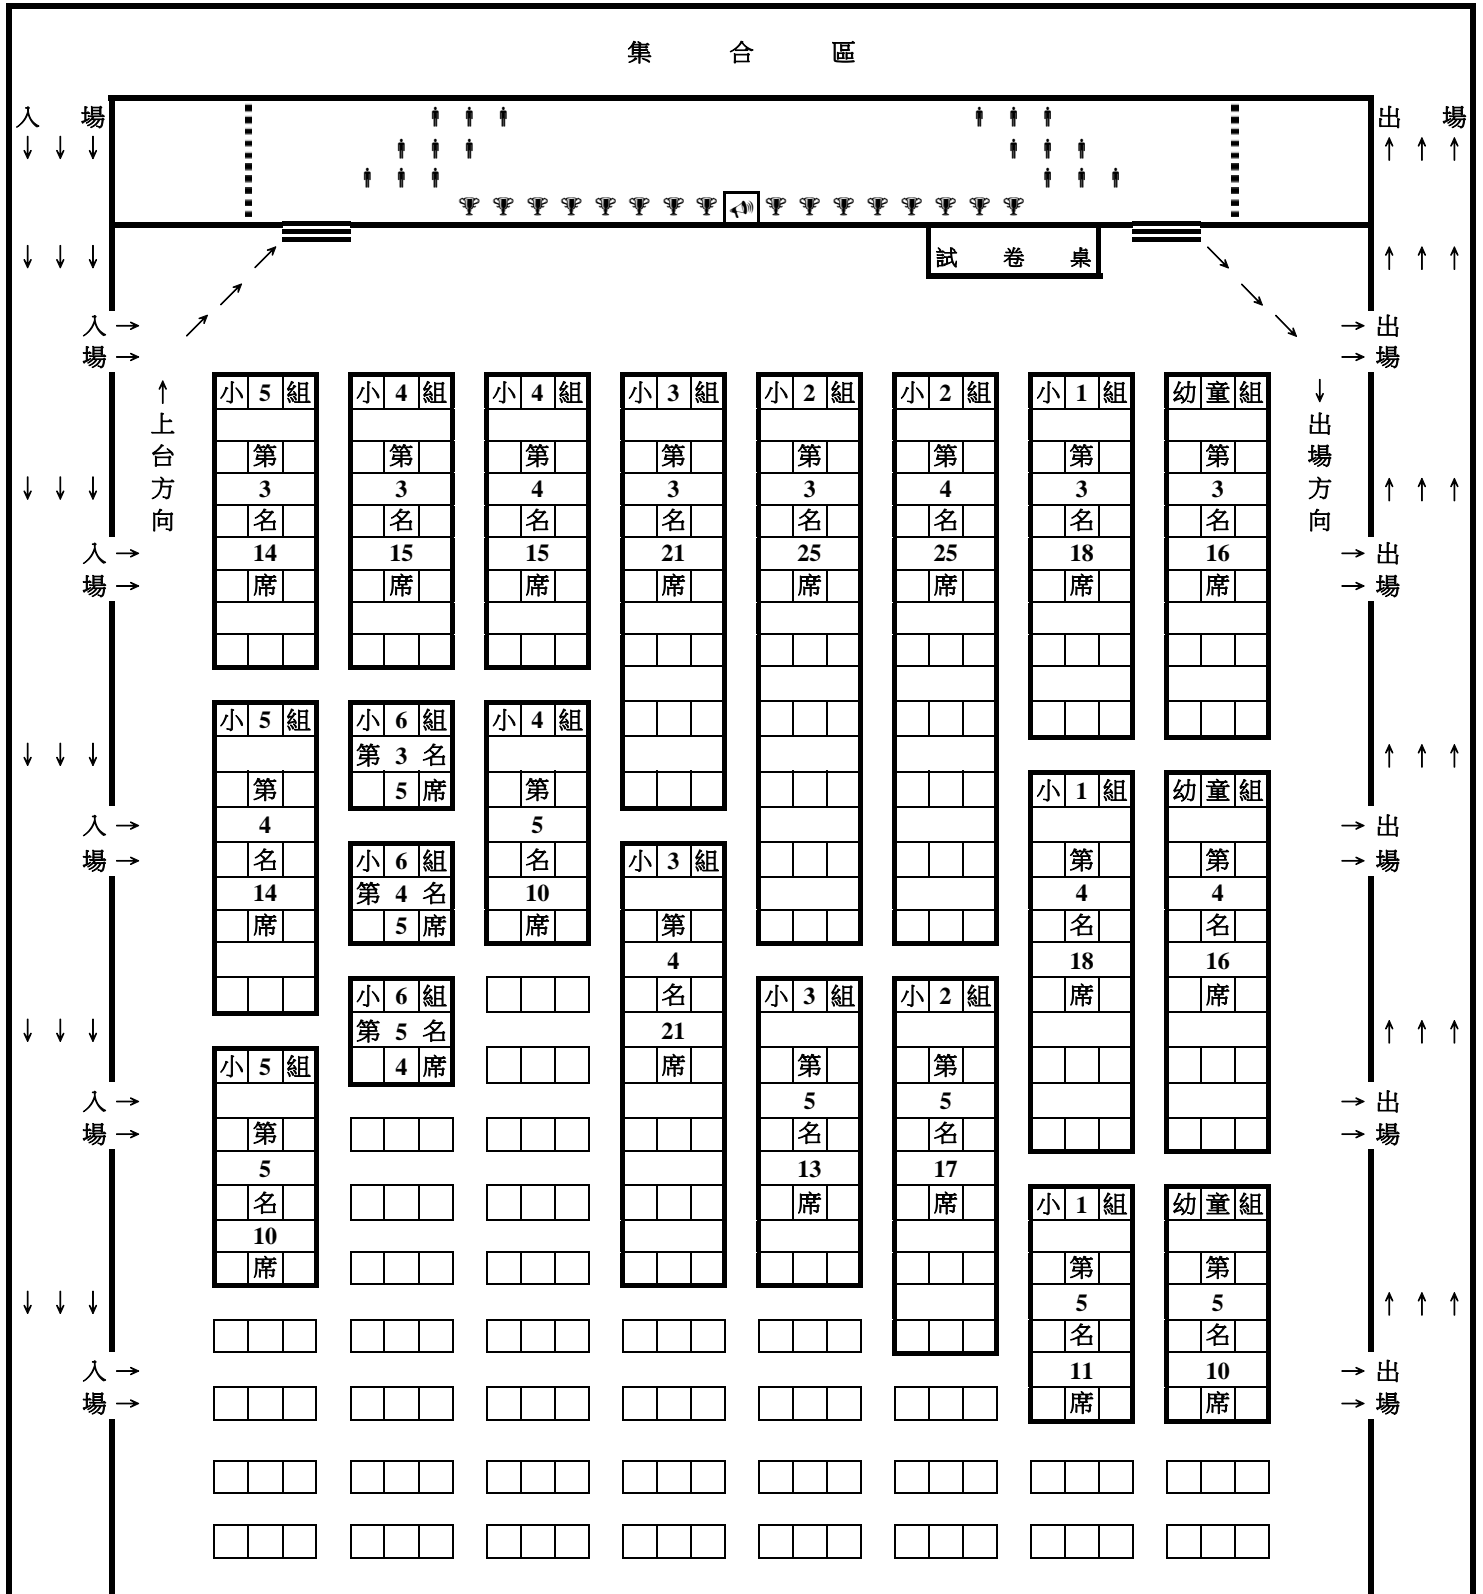 集 合 區
入 場
出 場
↓ ↓ ↓
↑ ↑ ↑
試 卷 桌
↓ ↓ ↓
↑ ↑ ↑
入 →
場 →
→ 出
→ 場
↑
上
台
方
向
↓
出
場
方
向
小 5 組
第
3
名
14
席
小 4 組
第
3
名
15
席
小 4 組
第
4
名
15
席
小 3 組
第
3
名
21
席
小 2 組
第
3
名
25
席
小 2 組
第
4
名
25
席
小 1 組
第
3
名
18
席
幼 童 組
第
3
名
16
席
↓ ↓ ↓
↑ ↑ ↑
入 →
場 →
→ 出
→ 場
小 5 組
第
4
名
14
席
小 6 組
第 3 名
5 席
小 4 組
第
5
名
10
席
↓ ↓ ↓
↑ ↑ ↑
小 1 組
第
4
名
18
席
幼 童 組
第
4
名
16
席
入 →
場 →
→ 出
→ 場
小 6 組
第 4 名
5 席
小 3 組
第
4
名
21
席
小 6 組
第 5 名
4 席
小 3 組
第
5
名
13
席
小 2 組
第
5
名
17
席
↓ ↓ ↓
↑ ↑ ↑
小 5 組
第
5
名
10
席
入 →
場 →
→ 出
→ 場
小 1 組
第
5
名
11
席
幼 童 組
第
5
名
10
席
↓ ↓ ↓
↑ ↑ ↑
入 →
場 →
→ 出
→ 場